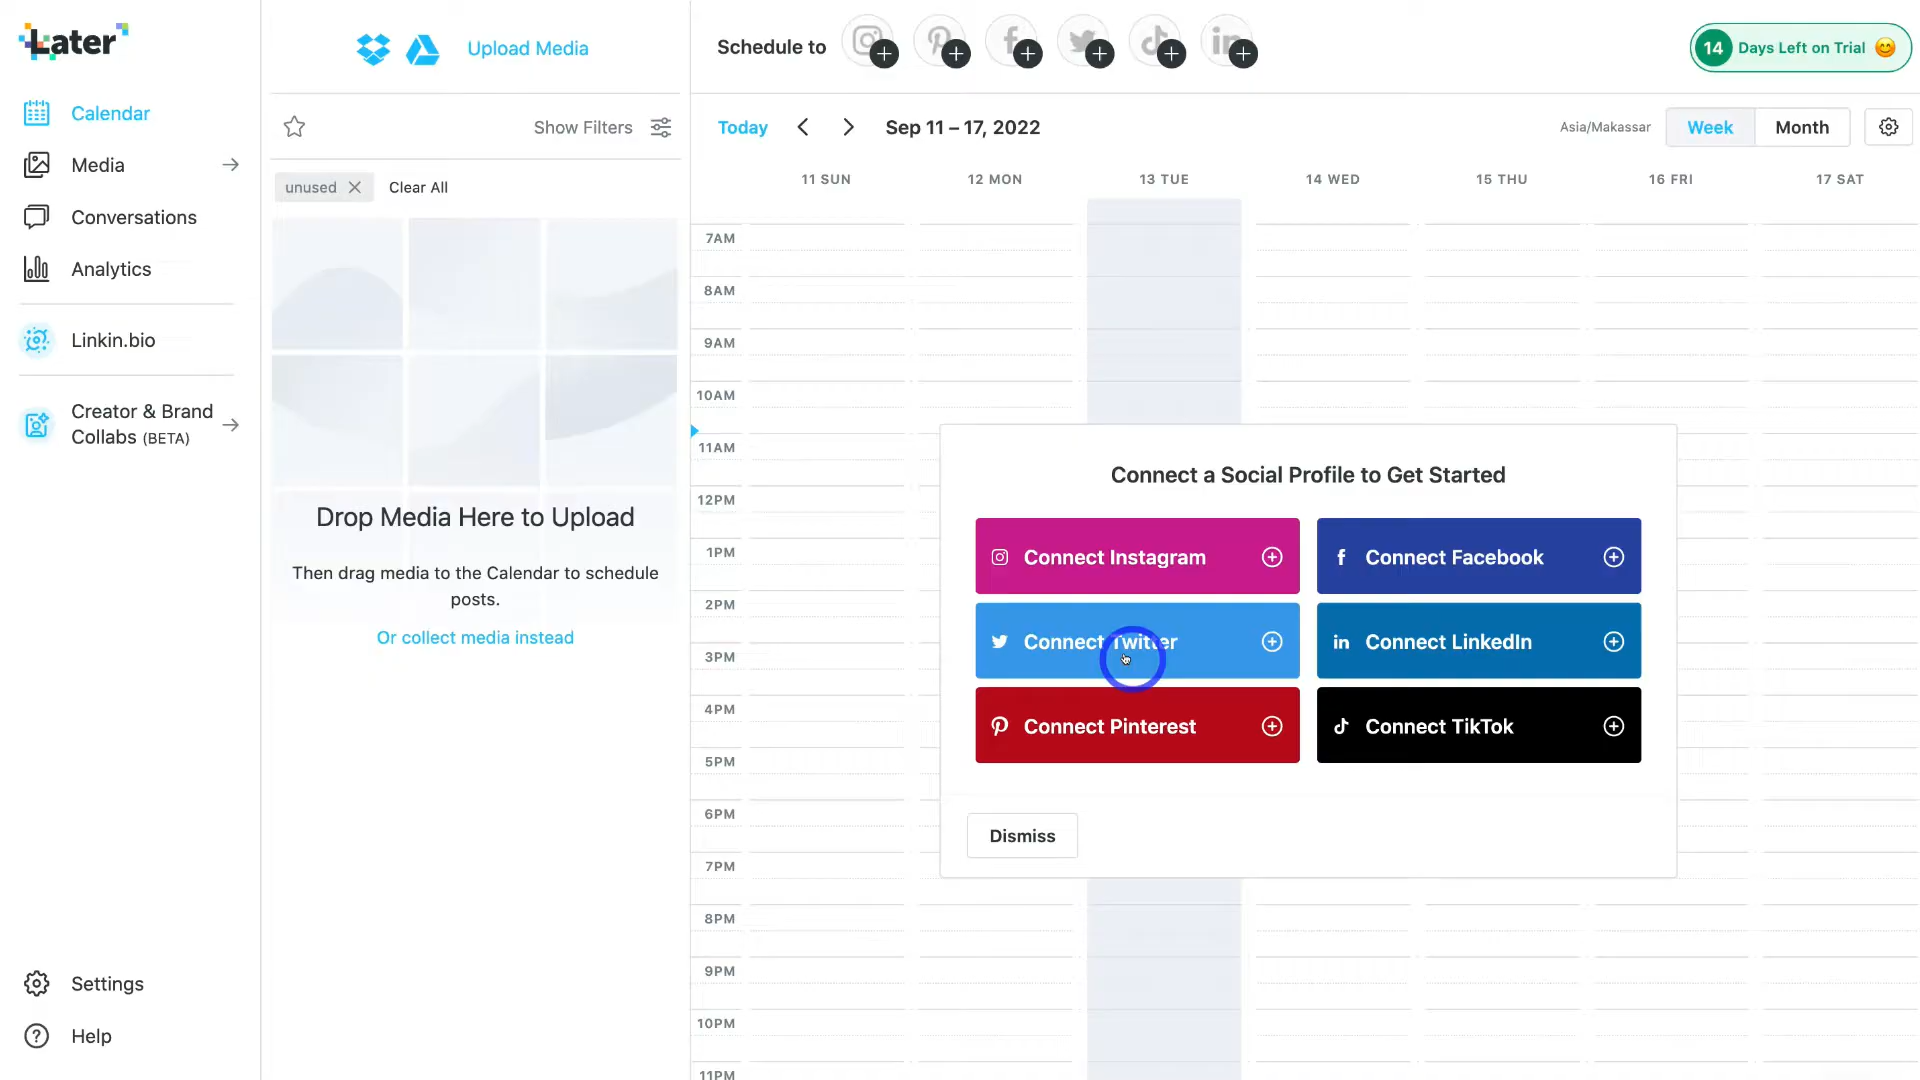 Later
Calendar
Media
Conversations
Analytics
Linkin.bio
Creator & Brand
Collabs (BETA)
Settings
Help
Upload Media
Show Filters
unused
Clear All
Drop Media Here to Upload
Then drag media to the Calendar to schedule
posts.
Or collect media instead
Schedule to
14 Days Left on Trial
Today
Sep 11 – 17, 2022
Asia/Makassar
Week
Month
11 SUN
12 MON
13 TUE
14 WED
15 THU
16 FRI
17 SAT
7AM
8AM
9AM
10AM
11AM
12PM
1PM
2PM
3PM
4PM
5PM
6PM
7PM
8PM
9PM
10PM
11PM
Connect a Social Profile to Get Started
Connect Instagram
Connect Facebook
Connect Twitter
Connect LinkedIn
Connect Pinterest
Connect TikTok
Dismiss